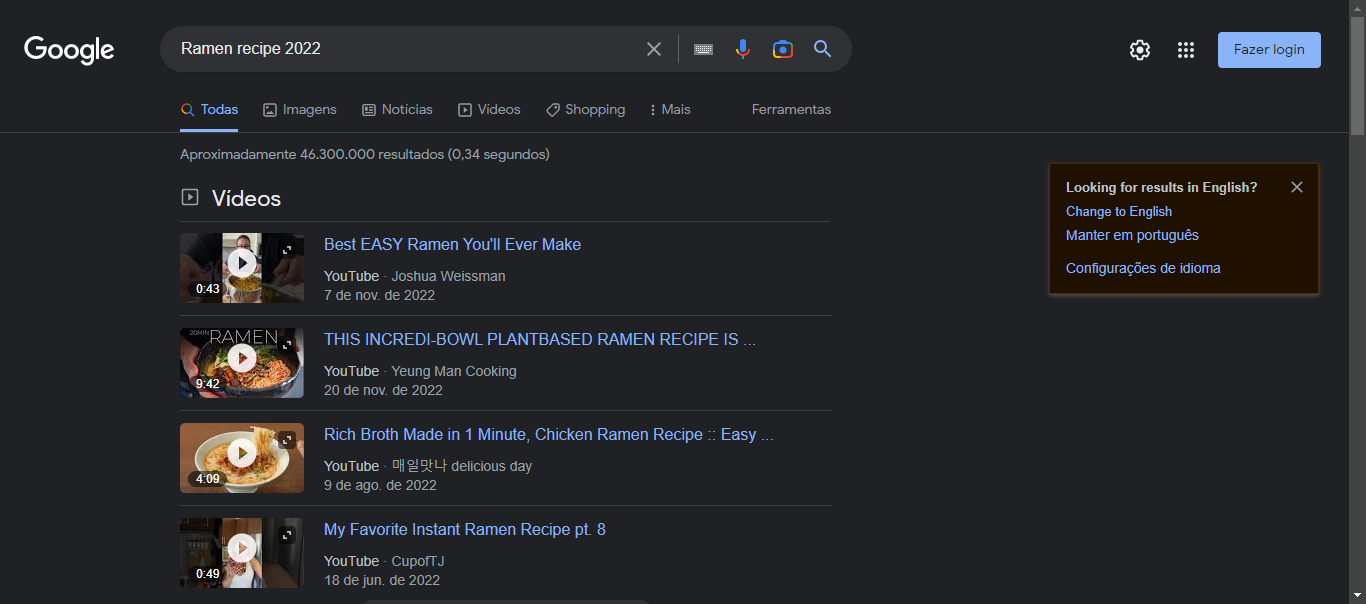 Google
Ramen recipe 2022
Fazer login
Todas
Imagens
Notícias
Vídeos
Shopping
Mais
Ferramentas
Aproximadamente 46.300.000 resultados (0,34 segundos)
Looking for results in English?
Change to English
Manter em português
Configurações de idioma
Vídeos
0:43
Best EASY Ramen You'll Ever Make
YouTube · Joshua Weissman
7 de nov. de 2022
20MIN RAMEN
9:42
THIS INCREDI-BOWL PLANTBASED RAMEN RECIPE IS ...
YouTube · Yeung Man Cooking
20 de nov. de 2022
4:09
Rich Broth Made in 1 Minute, Chicken Ramen Recipe :: Easy ...
YouTube · 매일맛나 delicious day
9 de ago. de 2022
0:49
My Favorite Instant Ramen Recipe pt. 8
YouTube · CupofTJ
18 de jun. de 2022